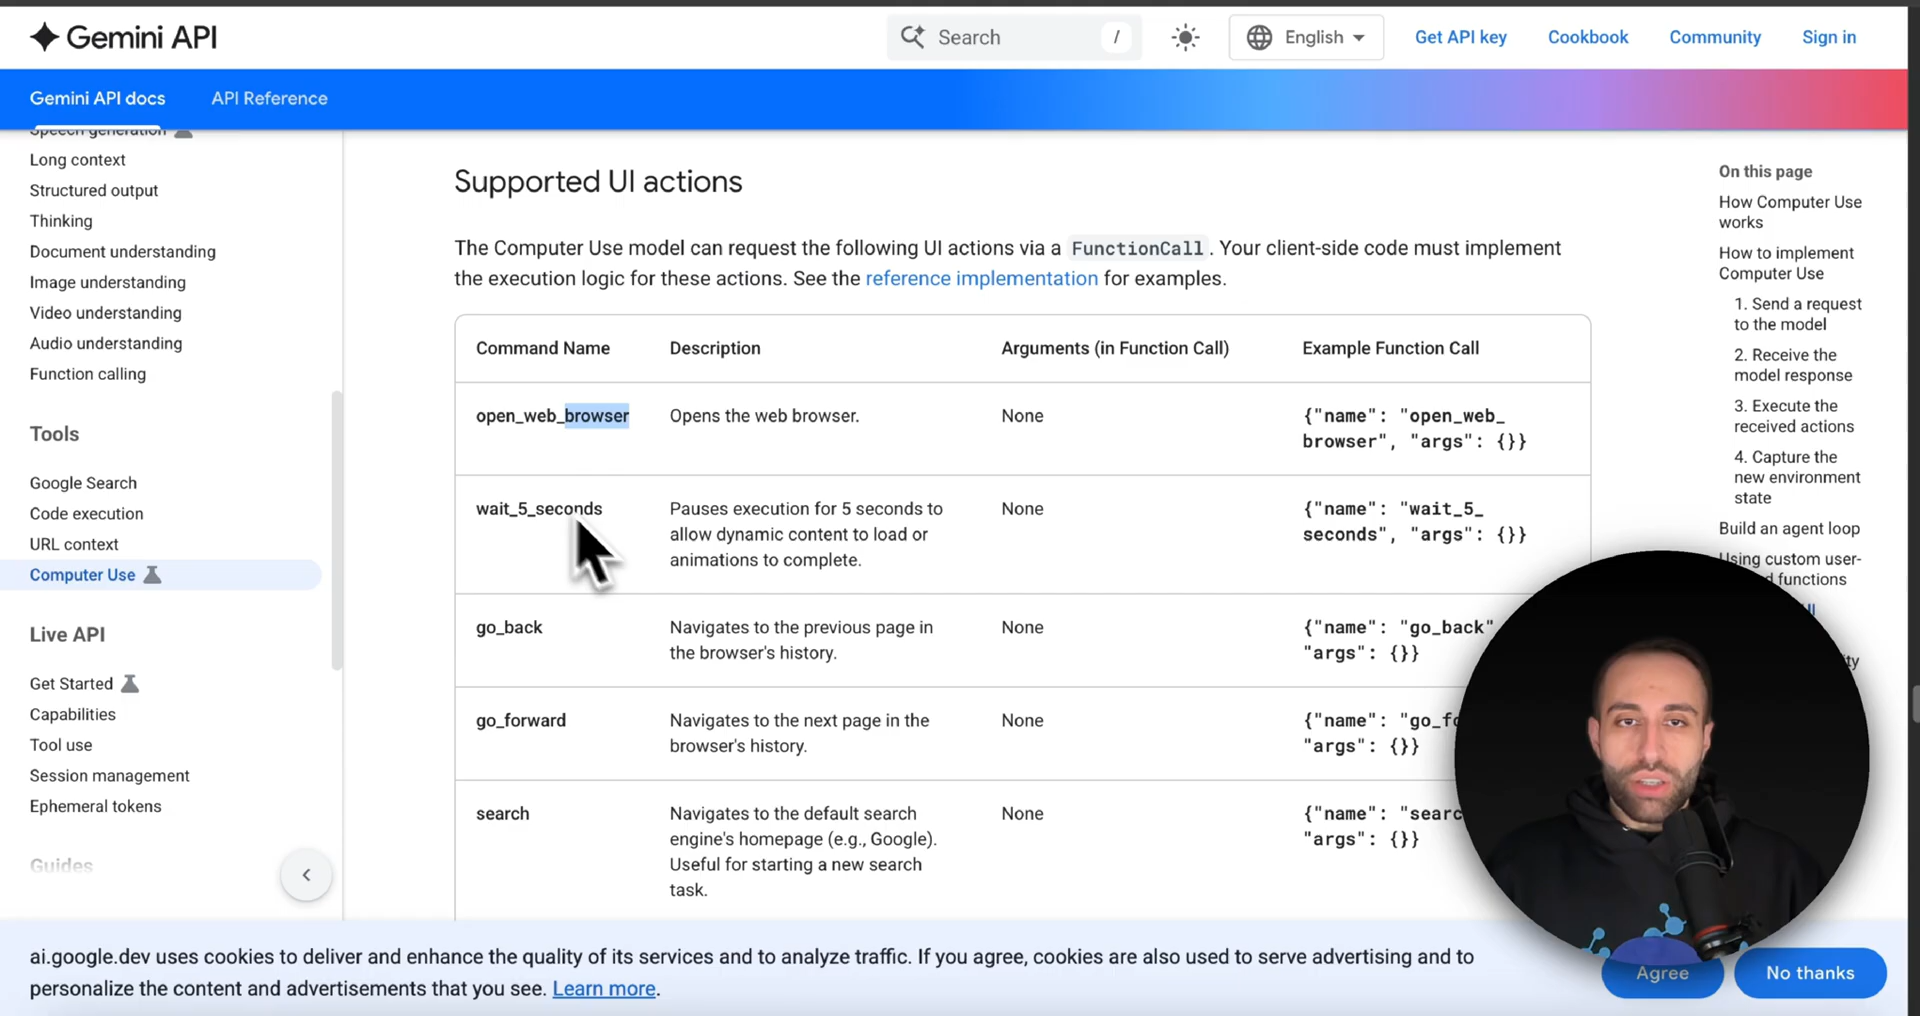 Gemini API
Search
/
English
Get API key
Cookbook
Community
Sign in
Gemini API docs
API Reference
Speech generation
Long context
Structured output
Thinking
Document understanding
Image understanding
Video understanding
Audio understanding
Function calling
Tools
Google Search
Code execution
URL context
Computer Use
Live API
Get Started
Capabilities
Tool use
Session management
Ephemeral tokens
Guides
Supported UI actions
The Computer Use model can request the following UI actions via a FunctionCall. Your client-side code must implement
the execution logic for these actions. See the reference implementation for examples.
Command Name
Description
Arguments (in Function Call)
Example Function Call
open_web_browser
Opens the web browser.
None
{"name": "open_web_
browser", "args": {}}
wait_5_seconds
Pauses execution for 5 seconds to
allow dynamic content to load or
animations to complete.
None
{"name": "wait_5_
seconds", "args": {}}
go_back
Navigates to the previous page in
the browser's history.
None
{"name": "go_back"
"args": {}}
go_forward
Navigates to the next page in the
browser's history.
None
{"name": "go_fo
"args": {}}
search
Navigates to the default search
engine's homepage (e.g., Google).
Useful for starting a new search
task.
None
{"name": "searc
"args": {}}
On this page
How Computer Use
works
How to implement
Computer Use
1. Send a request
to the model
2. Receive the
model response
3. Execute the
received actions
4. Capture the
new environment
state
Build an agent loop
Using custom user-
functions
UI
ai.google.dev uses cookies to deliver and enhance the quality of its services and to analyze traffic. If you agree, cookies are also used to serve advertising and to
personalize the content and advertisements that you see. Learn more.
Agree
No thanks